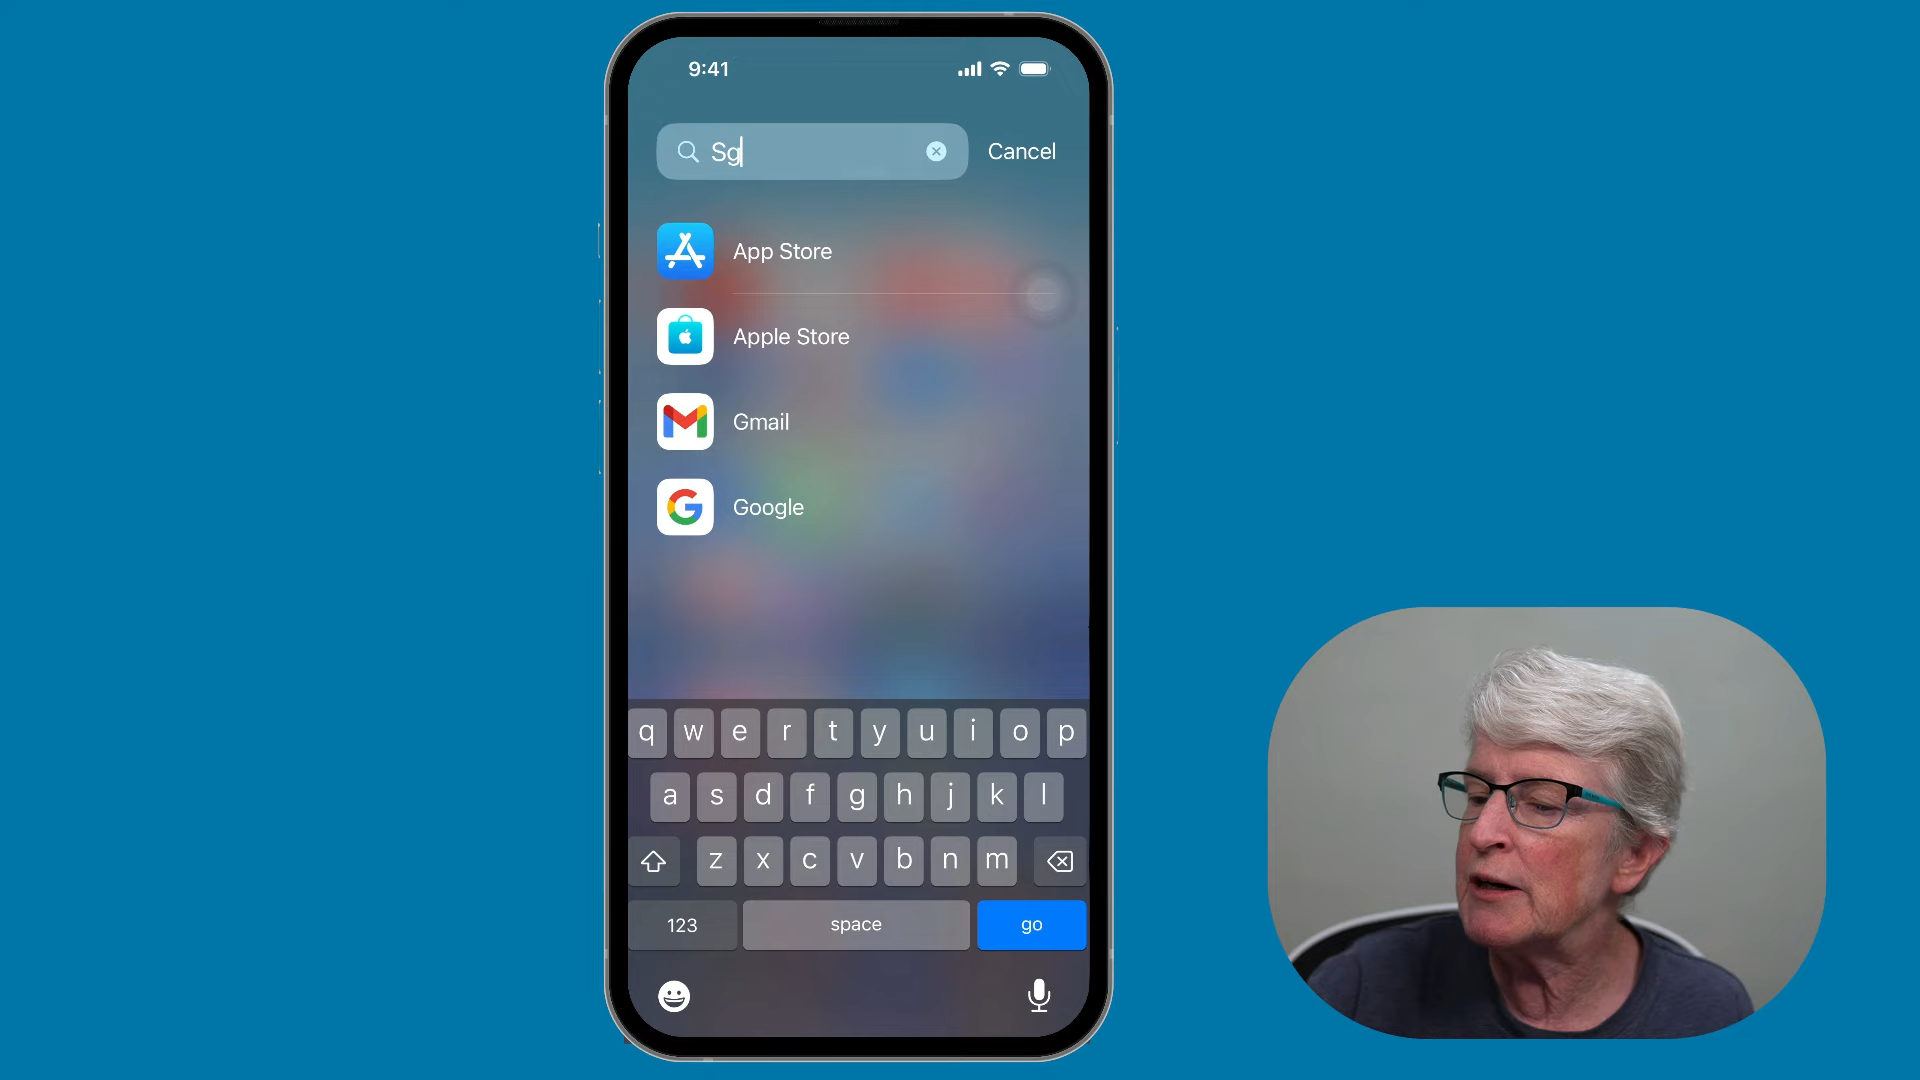 9:41
Sg
Cancel
App Store
Apple Store
Gmail
Google
q w e r t y u i o p
a s d f g h j k l
z x c v b n m
123 space go